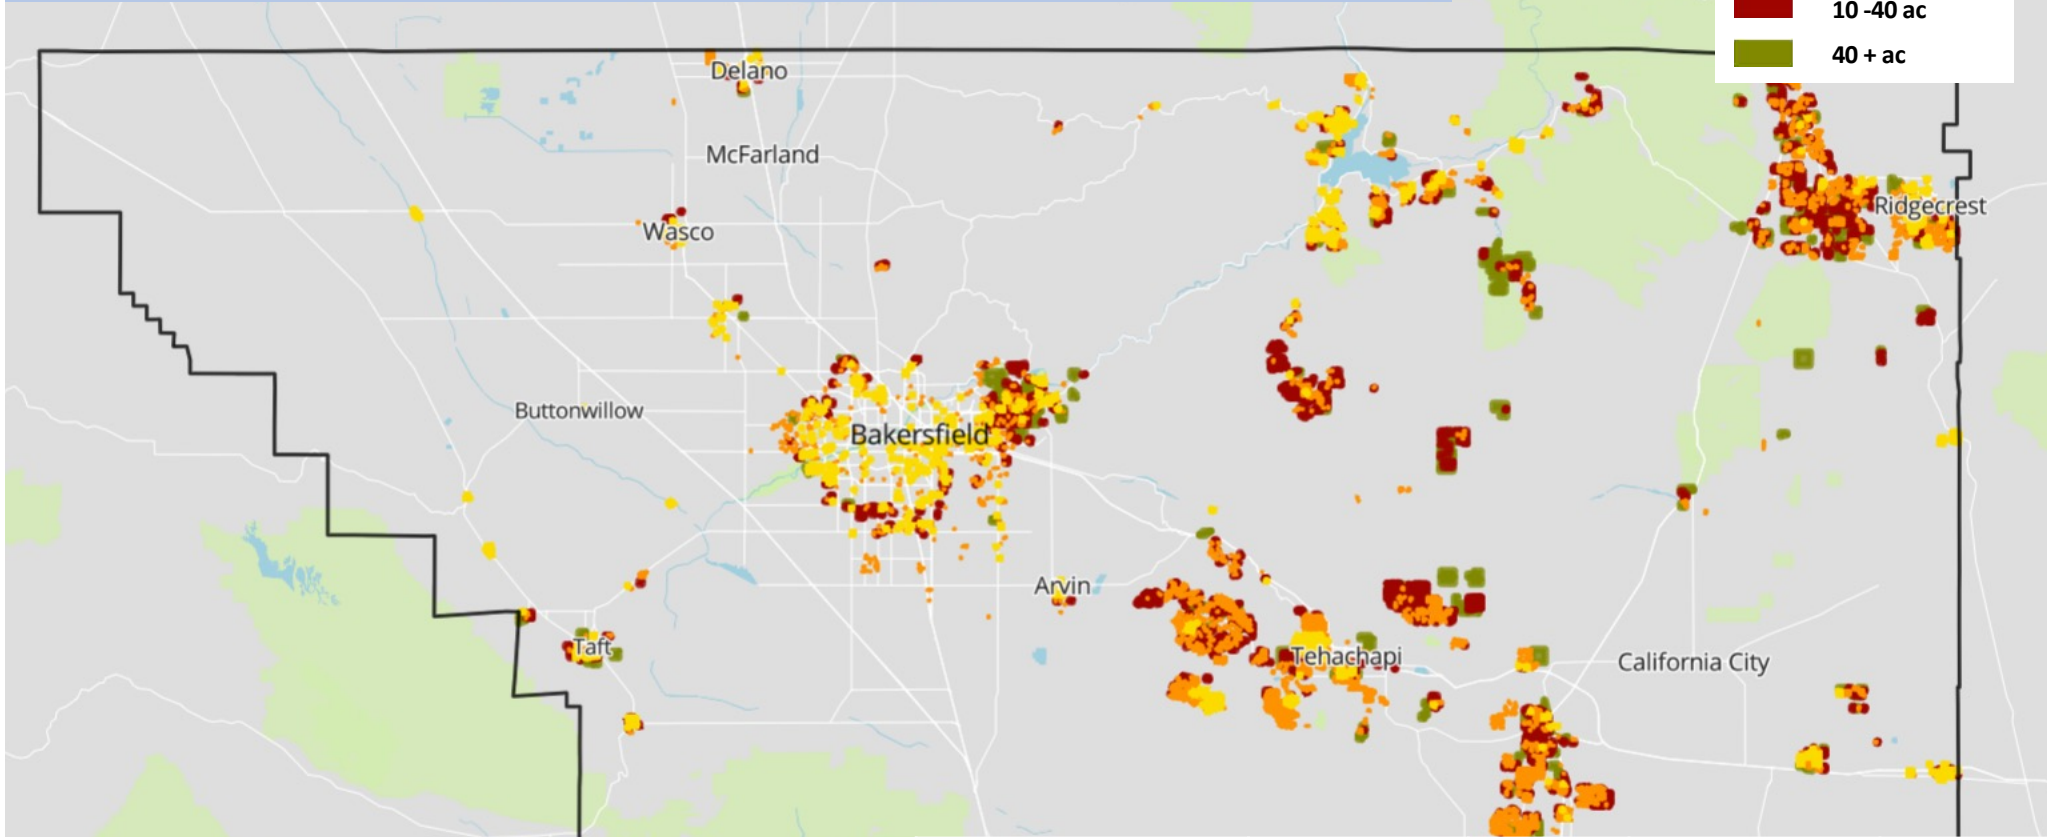 10 -40 ac
40 + ac
Delano
McFarland
Ridgecrest
Wasco
Buttonwillow
Bakersfield
Arvin
Taft
Tehachapi
California City